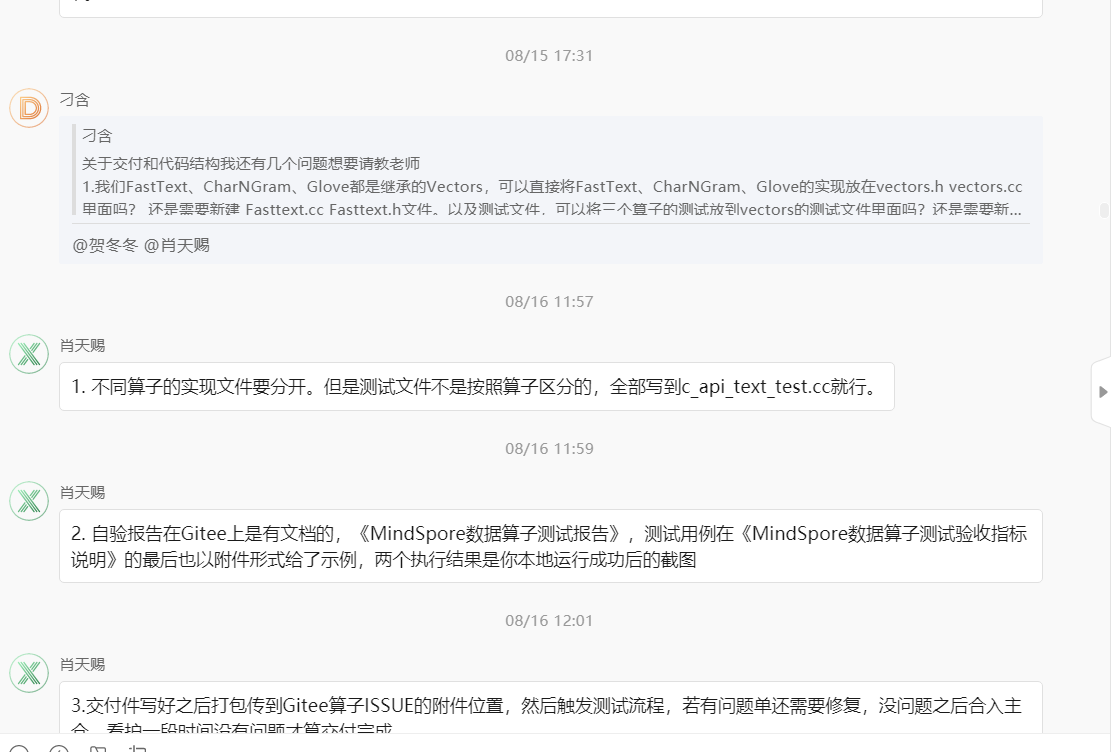 08/15 17:31
刁含
刁含
关于交付和代码结构我还有几个问题想要请教老师
1.我们FastText、CharNGram、Glove都是继承的Vectors，可以直接将FastText、CharNGram、Glove的实现放在vectors.h vectors.cc
里面吗？ 还是需要新建 Fasttext.cc Fasttext.h文件。以及测试文件，可以将三个算子的测试放到vectors的测试文件里面吗？还是需要新...
@贺冬冬 @肖天赐
08/16 11:57
肖天赐
1. 不同算子的实现文件要分开。但是测试文件不是按照算子区分的，全部写到c_api_text_test.cc就行。
08/16 11:59
肖天赐
2. 自验报告在Gitee上是有文档的，《MindSpore数据算子测试报告》，测试用例在《MindSpore数据算子测试验收指标
说明》的最后也以附件形式给了示例，两个执行结果是你本地运行成功后的截图
08/16 12:01
肖天赐
3.交付件写好之后打包传到Gitee算子ISSUE的附件位置，然后触发测试流程，若有问题单还需要修复，没问题之后合入主
仓，看护一段时间没有问题才算交付完成